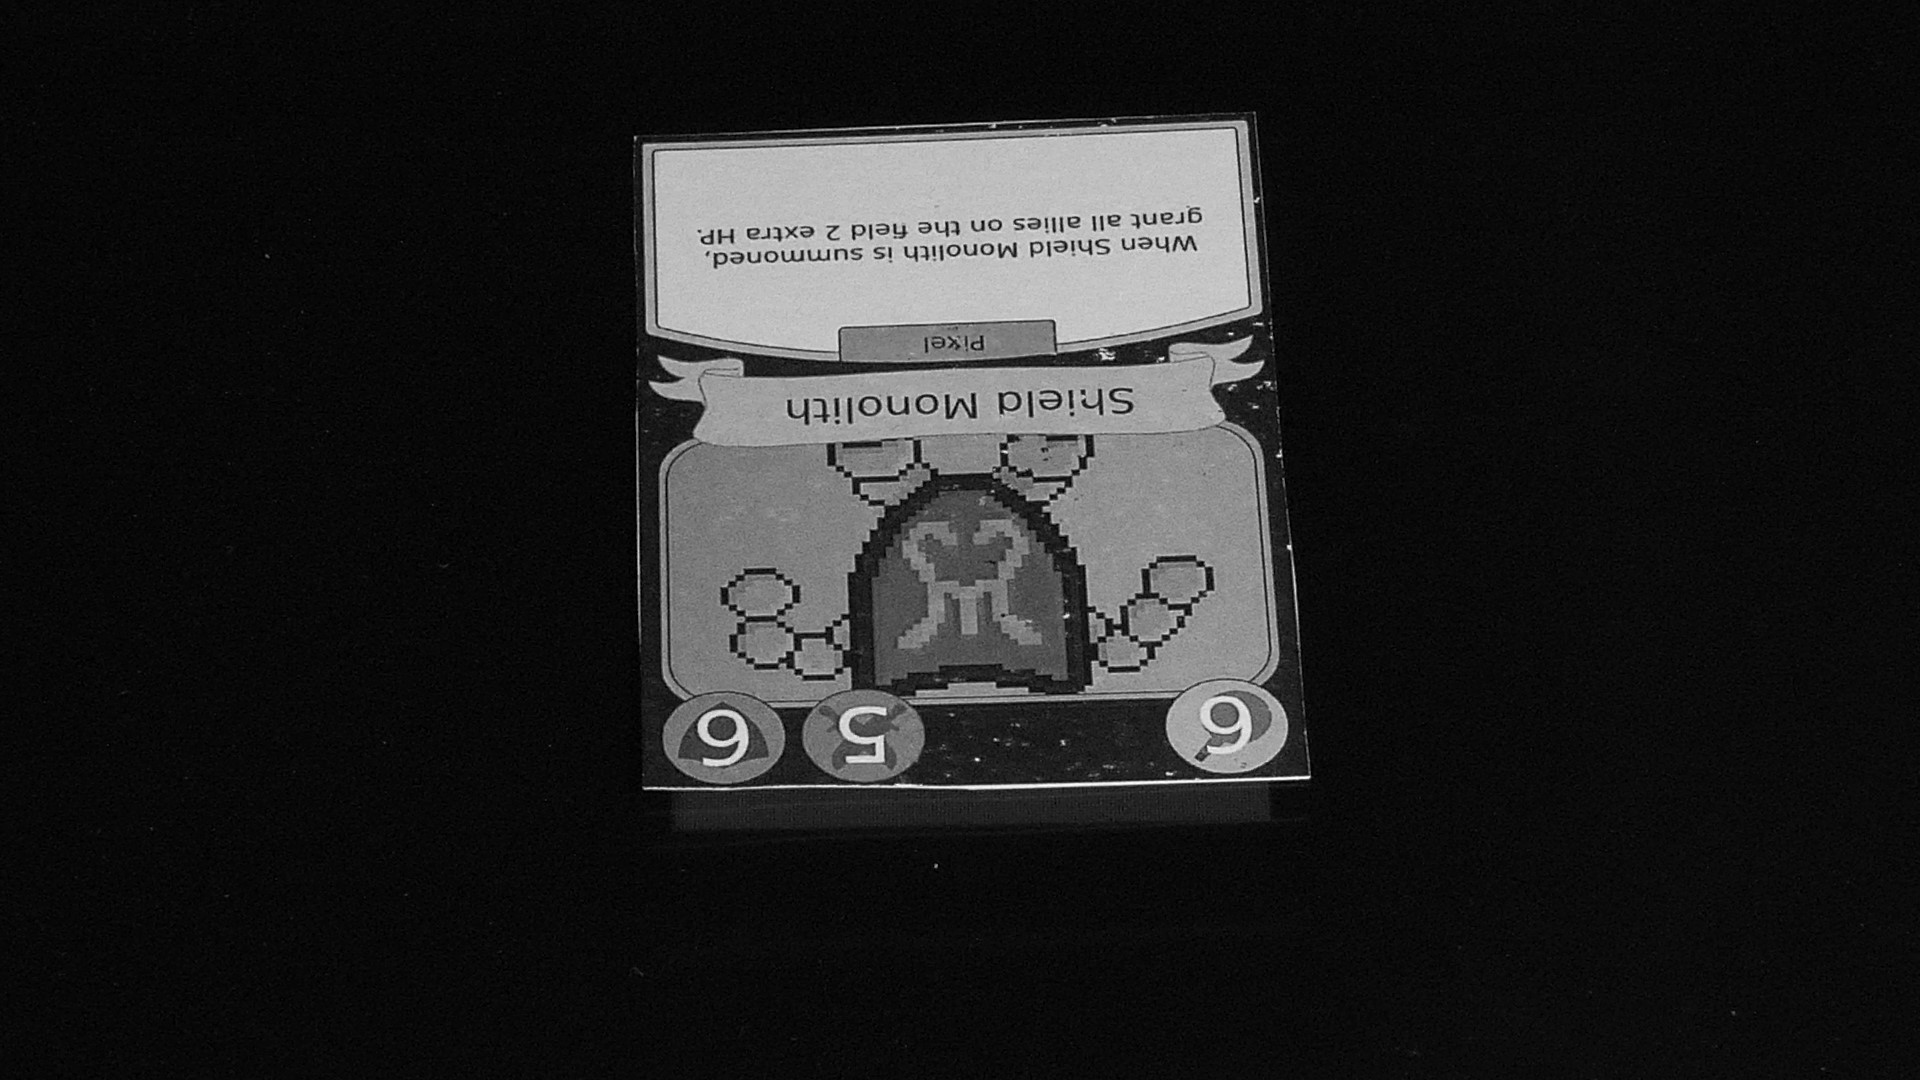 6
5
6
Shield Monolith
Pixel
When Shield Monolith is summoned,
grant all allies on the field 2 extra HP.